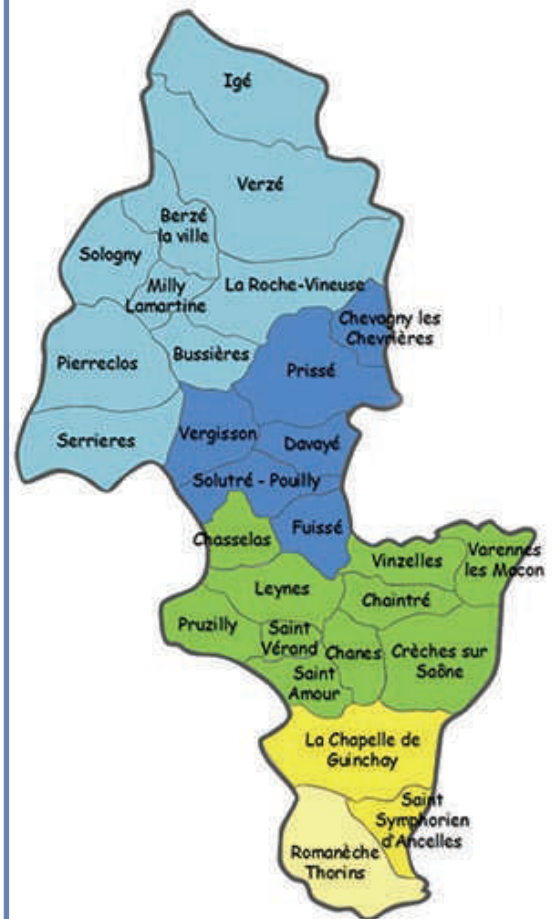 Igé
Verzé
Berzé
la ville
Sologny
Milly
Lamartine
La Roche-Vineuse
Chevagny les
Chevrières
Pierreclos
Bussières
Prissé
Serrieres
Vergisson
Davayé
Solutré - Pouilly
Fuissé
Chasselas
Vinzelles
Varennes
les Macon
Leynes
Chaintré
Pruzilly
Saint
Vérand
Chanes
Crèches sur
Saône
Saint
Amour
La Chapelle de
Guinchay
Saint
Symphorien
d'Ancelles
Romanèche
Thorins